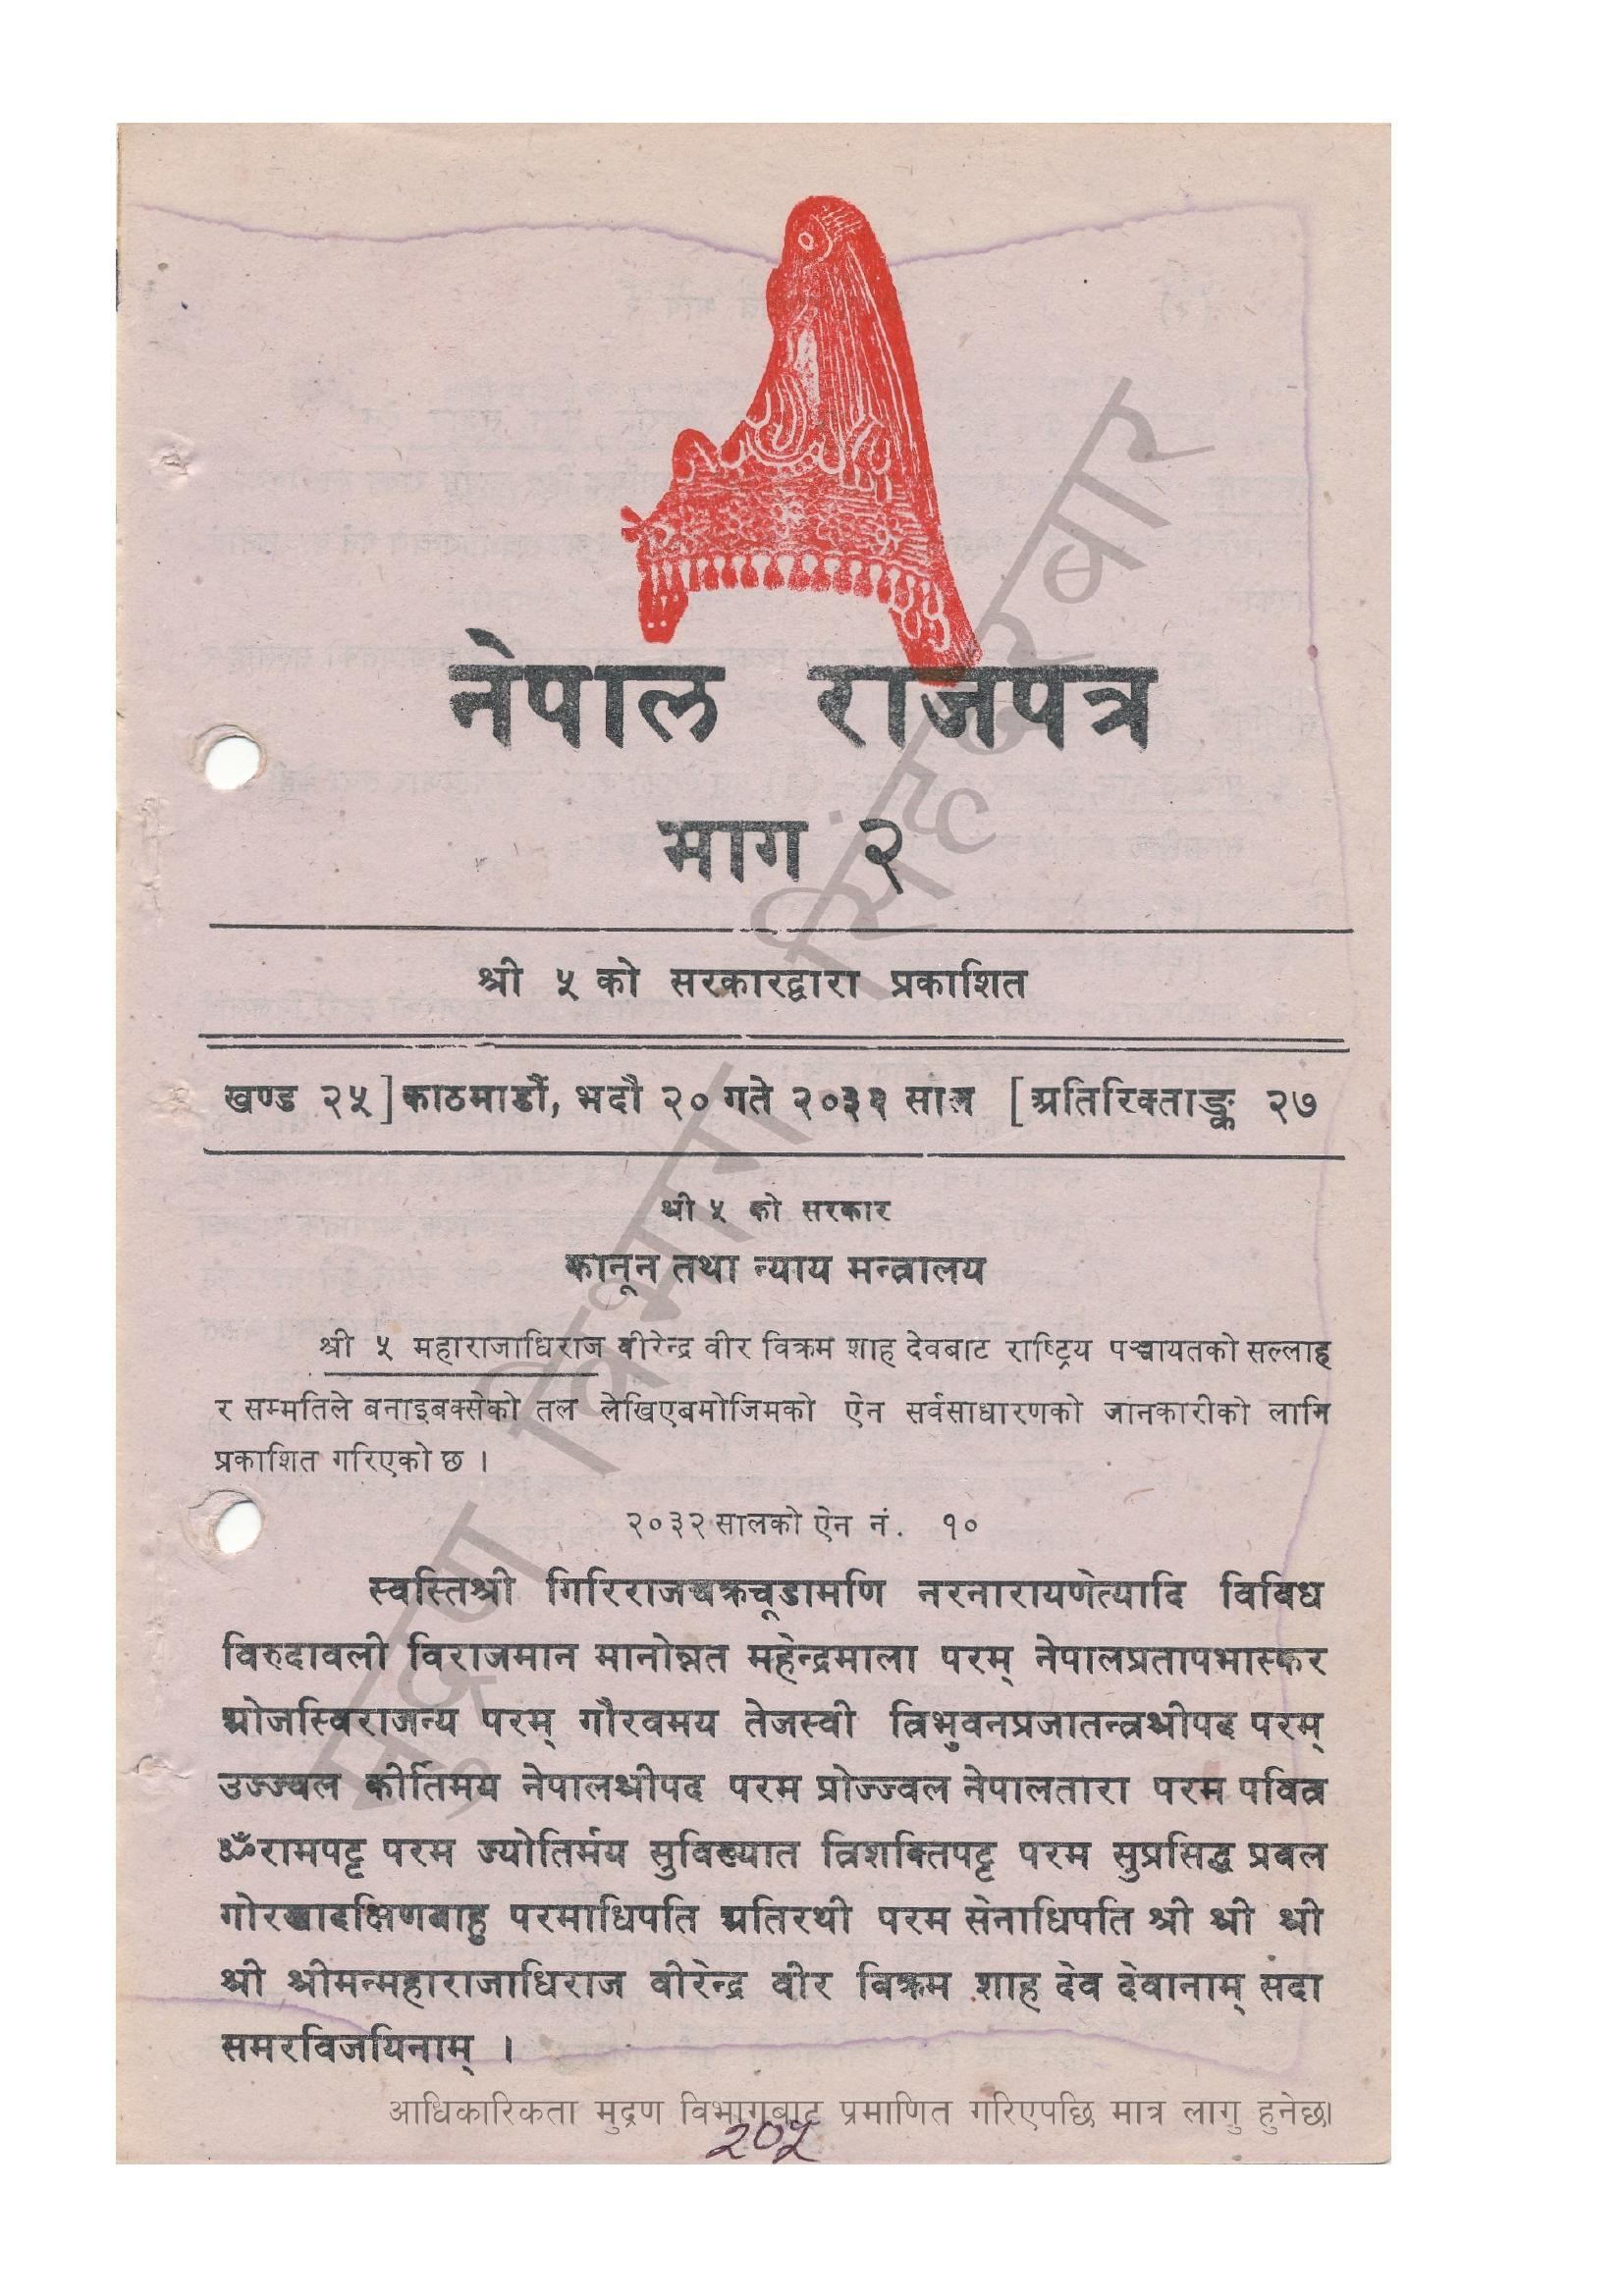 नेपाल राजपत्र
भाग २
श्री ५ को सरकारद्वारा प्रकाशित
खण्ड २५] काठमाडौं, भदौ २० गते २०३२ साल [अतिरिक्ताङ्क २७
श्री ५ को सरकार
कानून तथा न्याय मन्त्रालय
श्री ५ महाराजाधिराज वीरेन्द्र वीर विक्रम शाह देवबाट राष्ट्रिय पञ्चायतको सल्लाह
र सम्मतिले बनाइबक्सेको तल लेखिएबमोजिमको ऐन सर्वसाधारणको जानकारीको लागि
प्रकाशित गरिएको छ ।
२०३२ सालको ऐन नं. १०
स्वस्तिश्री गिरिराजचक्रचूडामणि नरनारायणेत्यादि विविध
विरुदावली विराजमान मानोन्नत महेन्द्रमाला परम् नेपालप्रतापभास्कर
ओजस्विराजन्य परम् गौरवमय तेजस्वी त्रिभुवनप्रजातन्त्रश्रीपद परम्
उज्ज्वल कीर्तिमय नेपालश्रीपद परम प्रोज्ज्वल नेपालतारा परम पवित्र
ॐरामपट्ट परम ज्योतिर्मय सुविख्यात त्रिशक्तिपट्ट परम सुप्रसिद्ध प्रबल
गोरखादक्षिणबाहु परमाधिपति अतिरथी परम सेनाधिपति श्री श्री श्री
श्री श्रीमन्महाराजाधिराज वीरेन्द्र वीर बिक्रम शाह देव देवानाम् सदा
समरविजयिनाम् ।
आधिकारिकता मुद्रण विभागबाट प्रमाणित गरिएपछि मात्र लागु हुनेछ।
२०५
मुद्रण विभाग सिंहदरबार